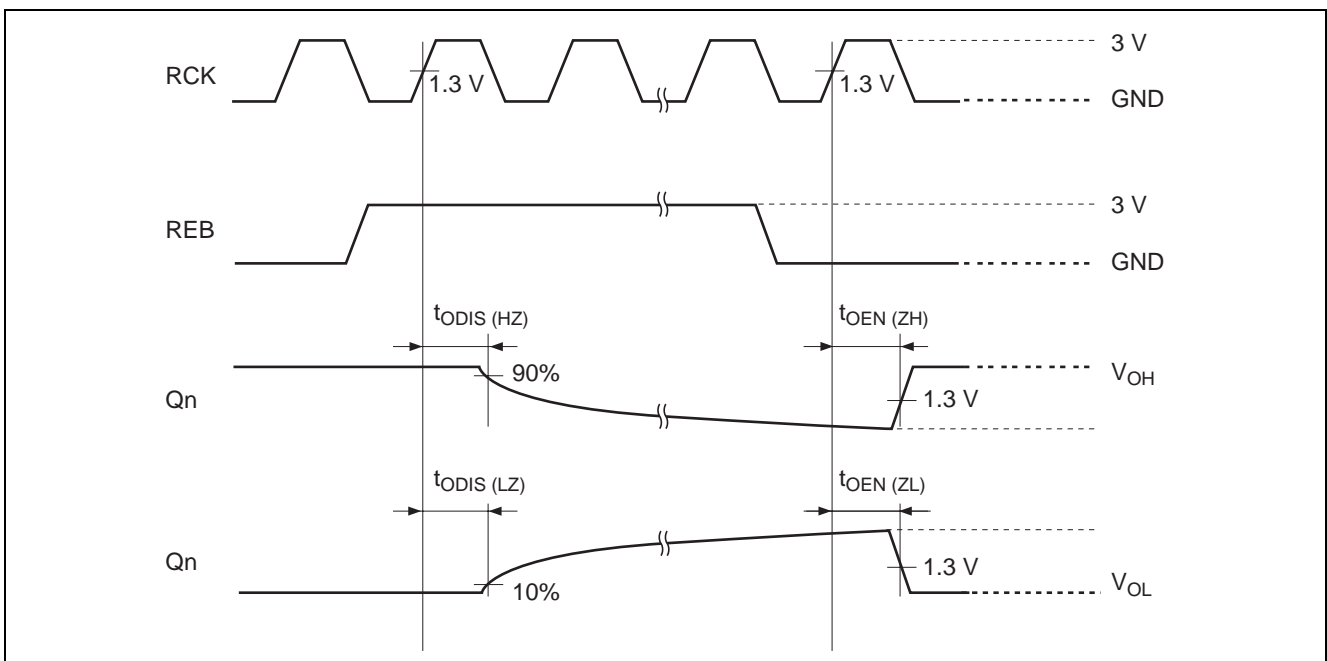 RCK
1.3 V
1.3 V
3 V
GND
REB
3 V
GND
tODIS (HZ)
tOEN (ZH)
Qn
90%
1.3 V
VOH
tODIS (LZ)
tOEN (ZL)
Qn
10%
1.3 V
VOL